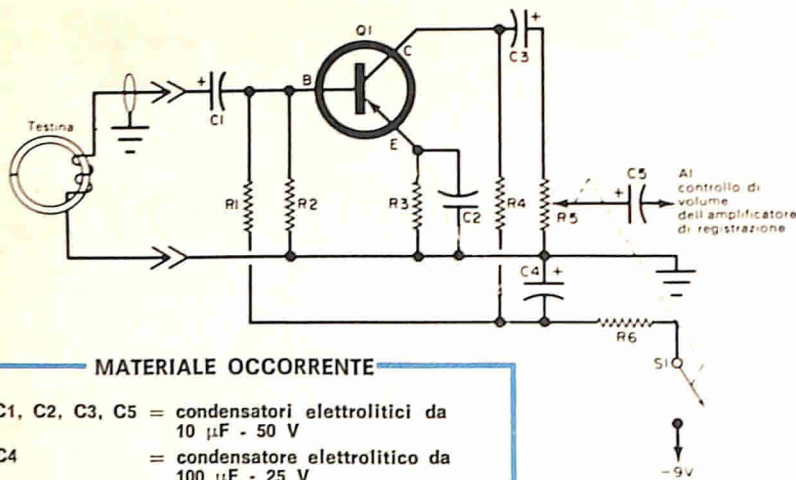 Q1
C
C3
+
B
+
C1
E
Testina
R1
R2
R3
C2
R4
R5
+
C5
Al
controllo di
volume
dell amplificatore
di registrazione
C4
+
R6
S1
-9V
MATERIALE OCCORRENTE
C1, C2, C3, C5 = condensatori elettrolitici da
10 µF - 50 V
C4 = condensatore elettrolitico da
100 µF - 25 V